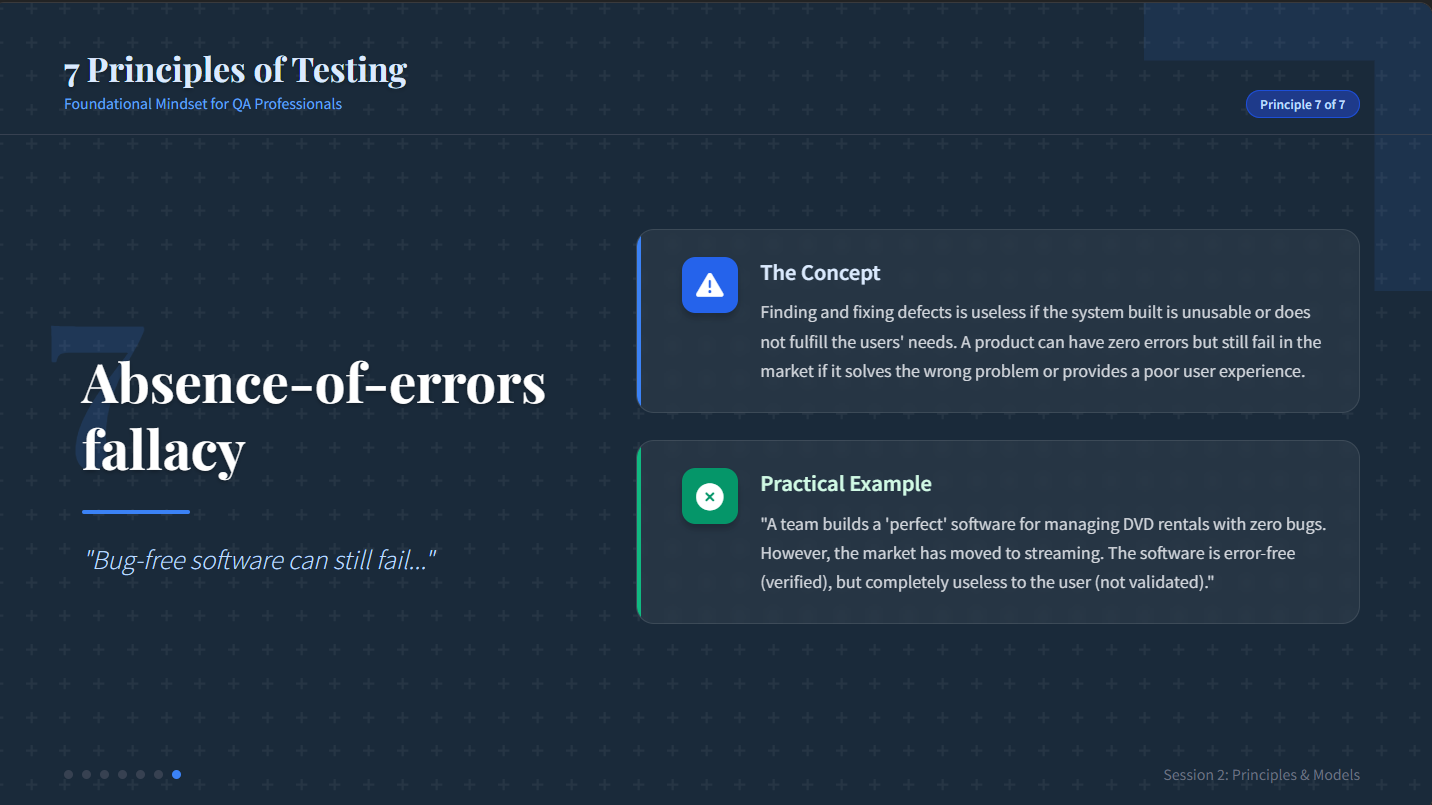 7 Principles of Testing
Foundational Mindset for QA Professionals
Principle 7 of 7
7
Absence-of-errors
fallacy
"Bug-free software can still fail..."
The Concept
Finding and fixing defects is useless if the system built is unusable or does
not fulfill the users' needs. A product can have zero errors but still fail in the
market if it solves the wrong problem or provides a poor user experience.
Practical Example
"A team builds a 'perfect' software for managing DVD rentals with zero bugs.
However, the market has moved to streaming. The software is error-free
(verified), but completely useless to the user (not validated)."
Session 2: Principles & Models